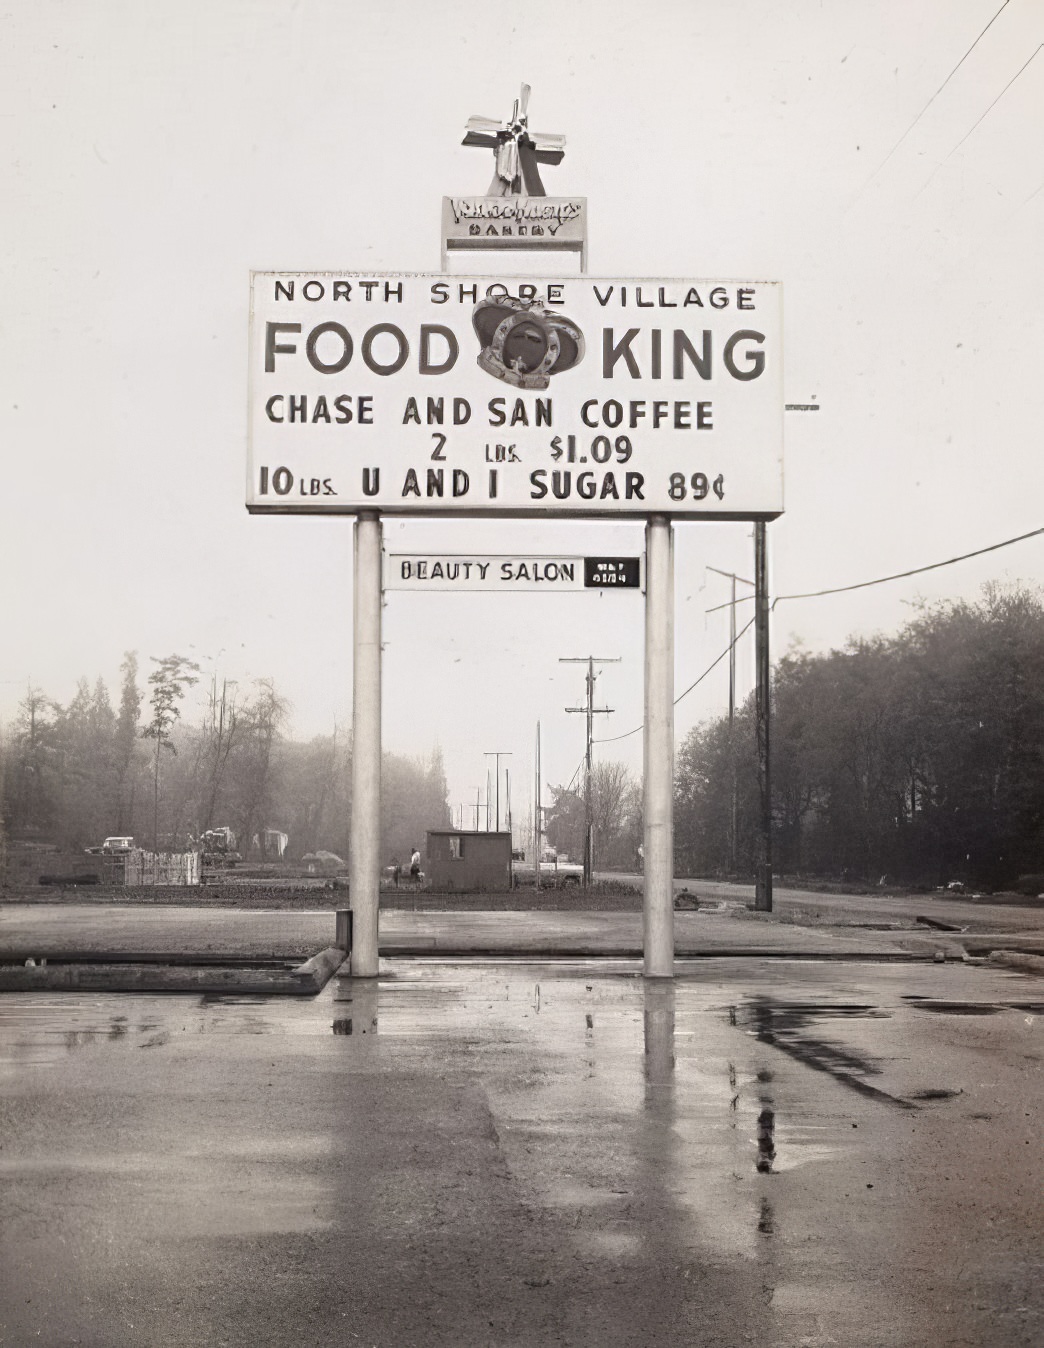 BAKERY
NORTH SHORE VILLAGE
FOOD KING
CHASE AND SAN COFFEE
2 LBS. $1.09
10 LBS. U AND I SUGAR 89¢
BEAUTY SALON